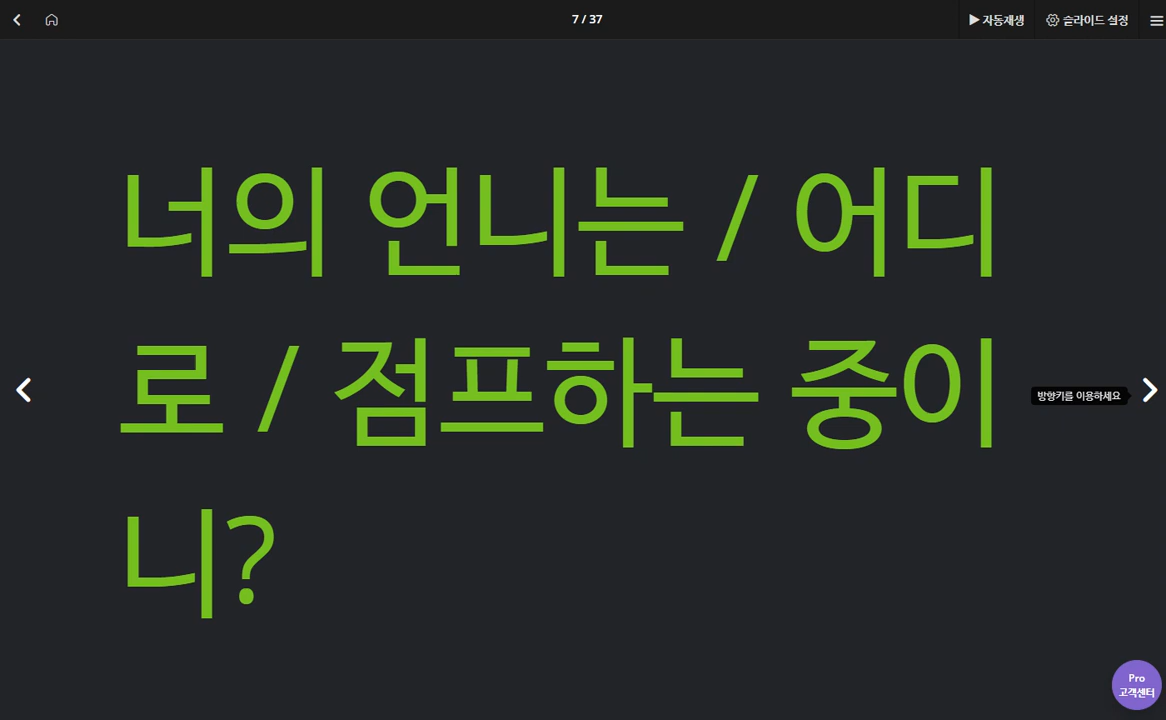 7 / 37
▶ 자동재생
슬라이드 설정
너의 언니는 / 어디
로 / 점프하는 중이
니?
방향키를 이용하세요
Pro
고객센터